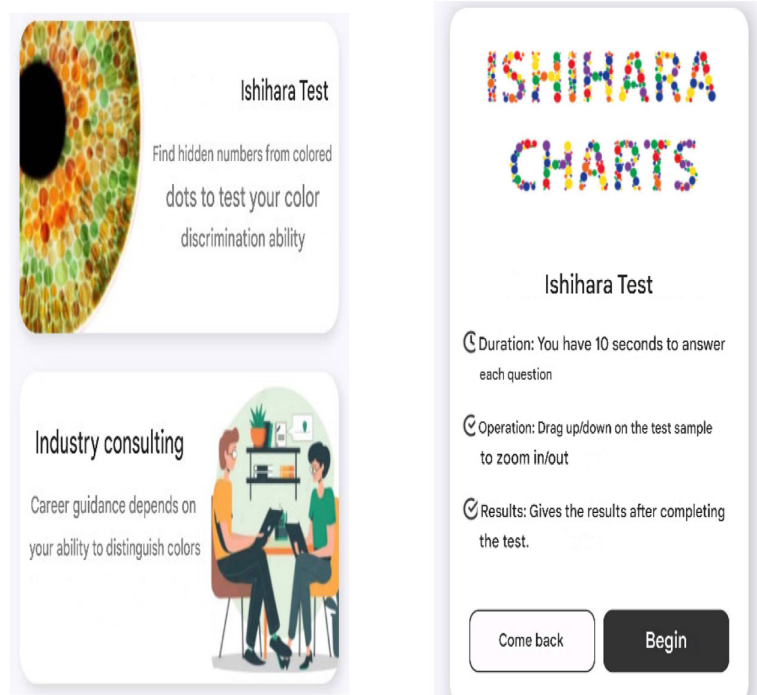 Ishihara Test
Find hidden numbers from colored
dots to test your color
discrimination ability
Industry consulting
Career guidance depends on
your ability to distinguish colors
ISHIHARA
CHARTS
Ishihara Test
Duration: You have 10 seconds to answer
each question
Operation: Drag up/down on the test sample
to zoom in/out
Results: Gives the results after completing
the test.
Come back
Begin